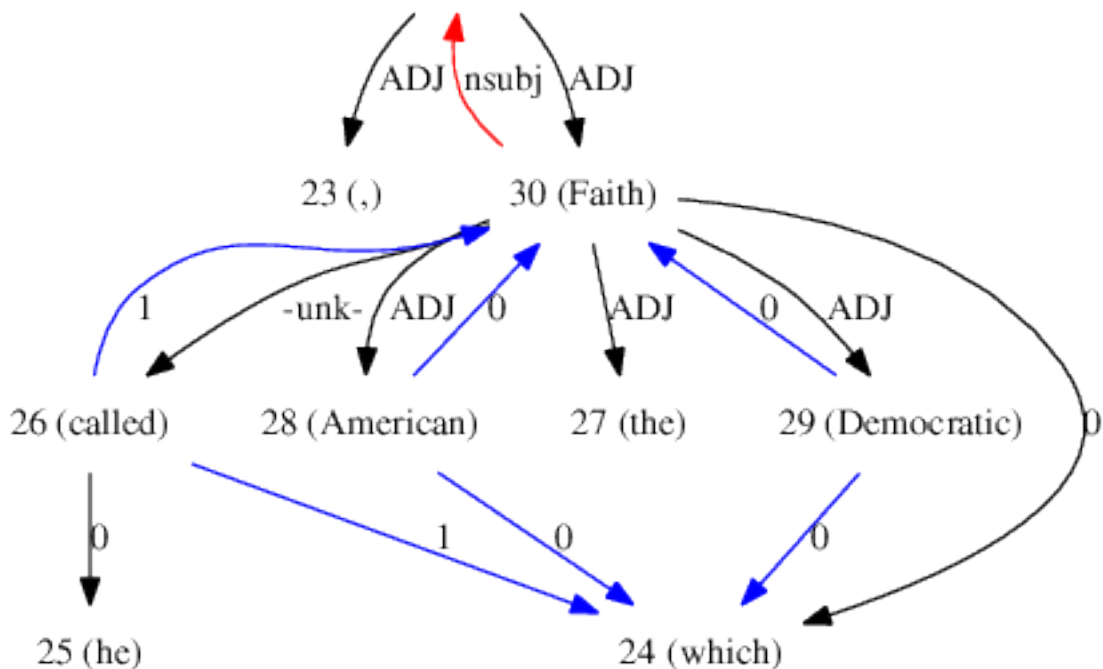 ADJ nsubj ADJ
23 (,) 30 (Faith)
1 -unk- ADJ 0 ADJ 0 ADJ
26 (called) 28 (American) 27 (the) 29 (Democratic) 0
0 1 0 0
25 (he) 24 (which)